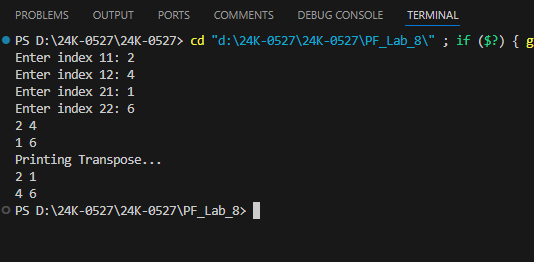 PROBLEMS OUTPUT PORTS COMMENTS DEBUG CONSOLE TERMINAL
PS D:\24K-0527\24K-0527> cd "d:\24K-0527\24K-0527\PF_Lab_8\" ; if ($?) { g
Enter index 11: 2
Enter index 12: 4
Enter index 21: 1
Enter index 22: 6
2 4
1 6
Printing Transpose...
2 1
4 6
PS D:\24K-0527\24K-0527\PF_Lab_8>